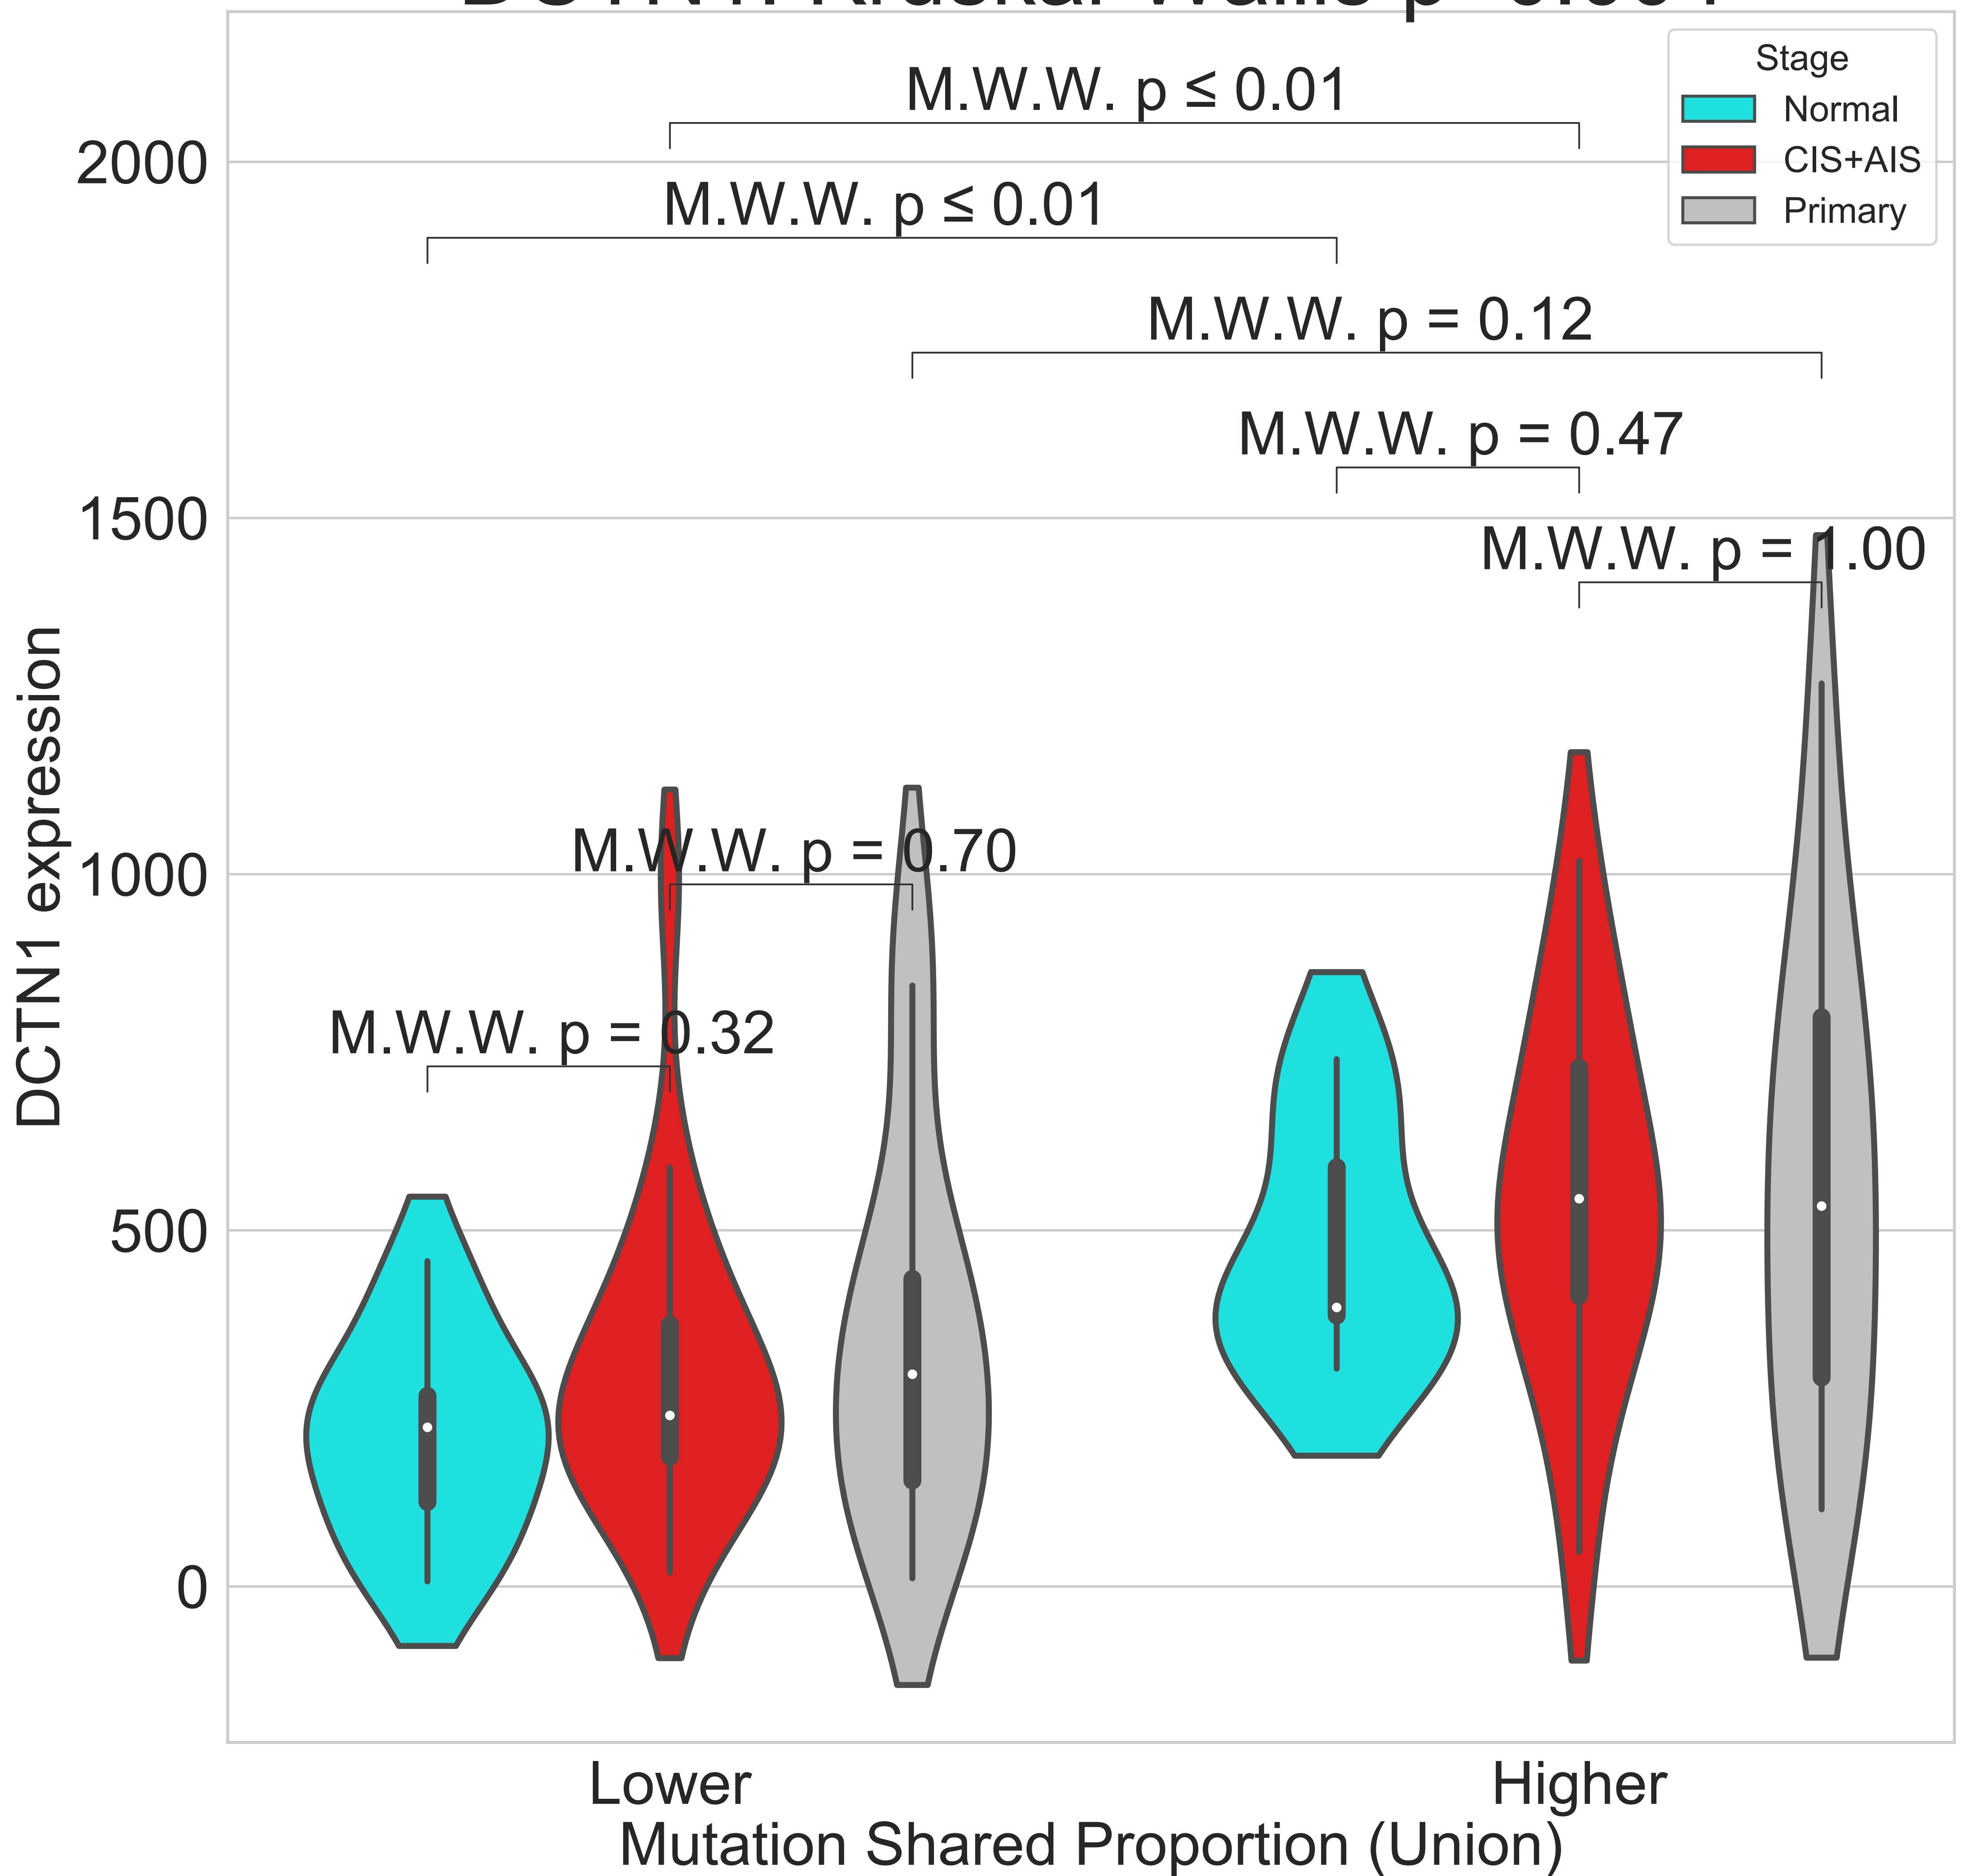 Stage
Normal
CIS+AIS
Primary
M.W.W. p ≤ 0.01
M.W.W. p ≤ 0.01
M.W.W. p = 0.12
M.W.W. p = 0.47
M.W.W. p = 1.00
M.W.W. p = 0.70
M.W.W. p = 0.32
2000
1500
1000
500
0
DCTN1 expression
Lower
Higher
Mutation Shared Proportion (Union)